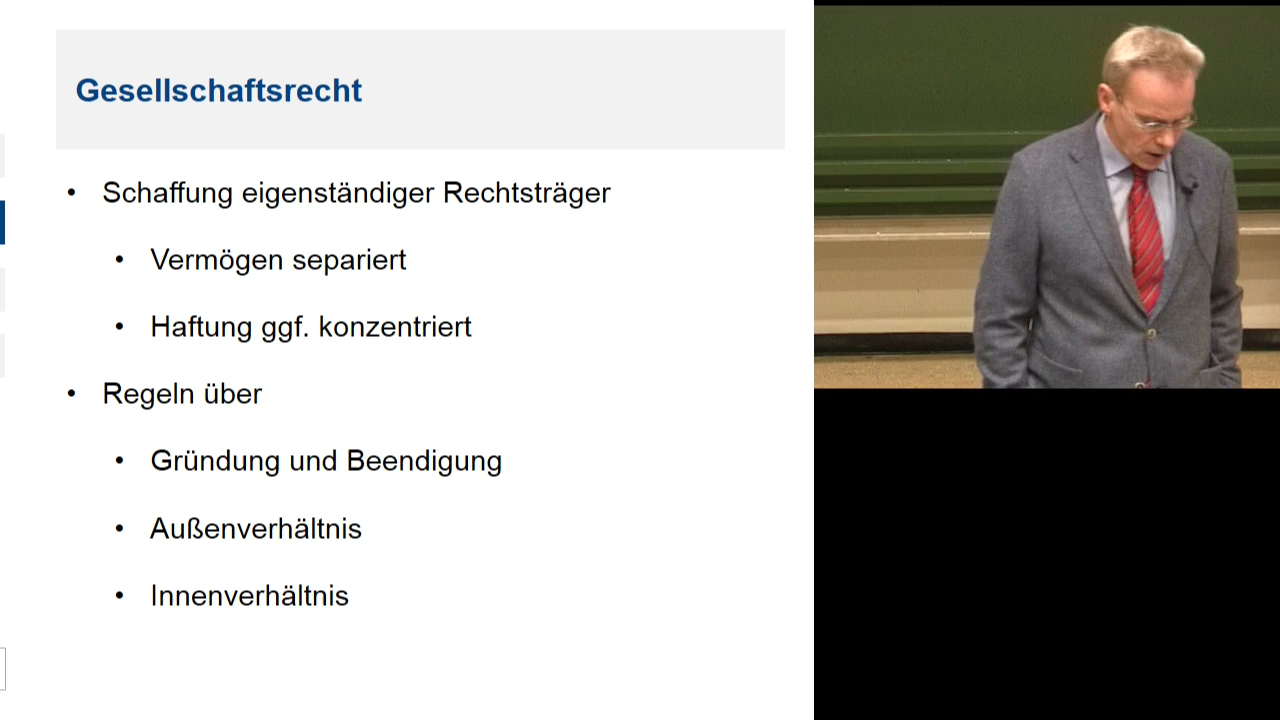 Gesellschaftsrecht
• Schaffung eigenständiger Rechtsträger
• Vermögen separiert
• Haftung ggf. konzentriert
• Regeln über
• Gründung und Beendigung
• Außenverhältnis
• Innenverhältnis